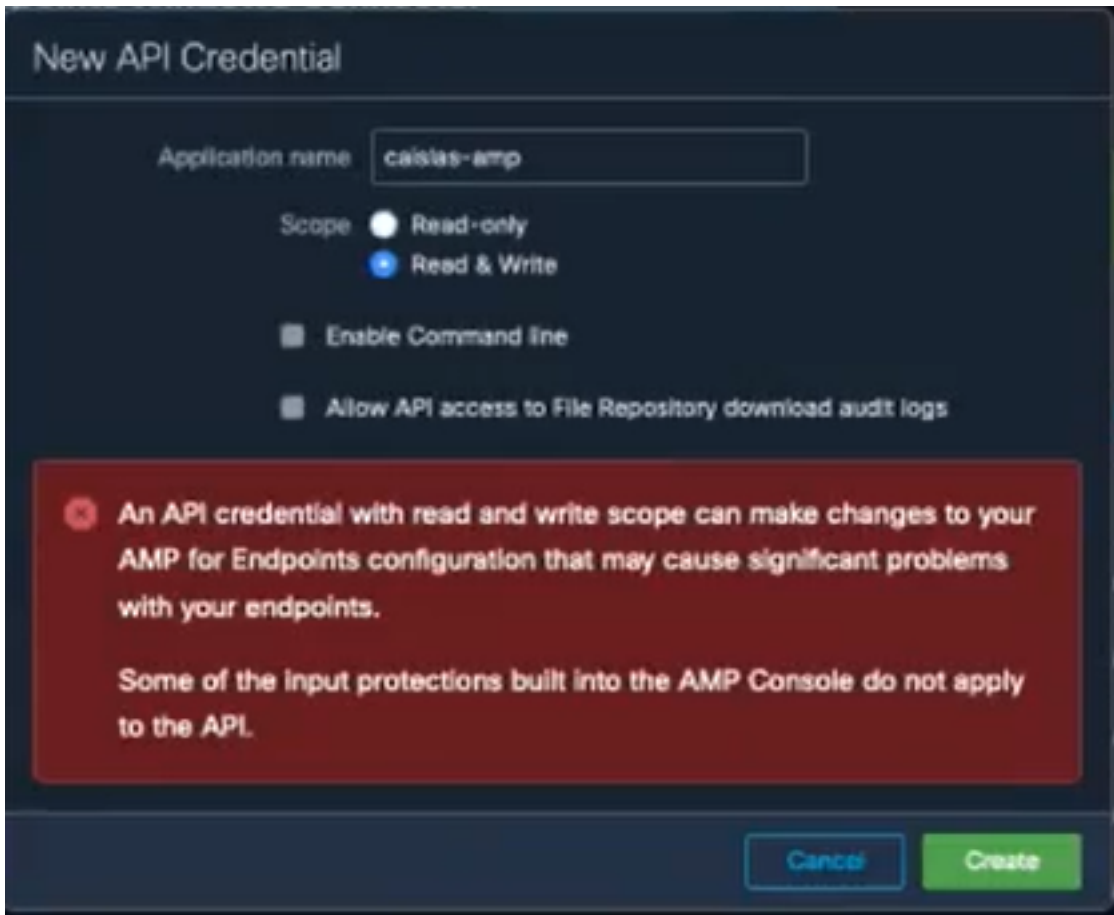 New API Credential
Application name
caislas-amp
Scope
Read-only
Read & Write
Enable Command line
Allow API access to File Repository download audit logs
An API credential with read and write scope can make changes to your
AMP for Endpoints configuration that may cause significant problems
with your endpoints.
Some of the input protections built into the AMP Console do not apply
to the API.
Cancel
Create